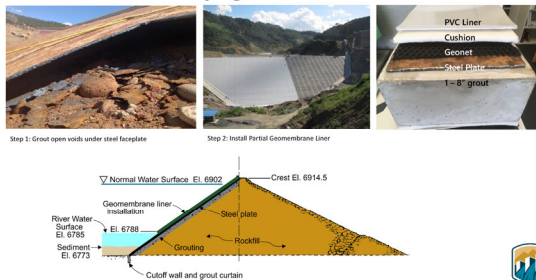 PVC Liner
Cushion
Geonet
Steel Plate
1 – 8" grout
Step 1: Grout open voids under steel faceplate
Step 2: Install Partial Geomembrane Liner
Normal Water Surface El. 6902
Crest El. 6914.5
Geomembrane liner
installation
Steel plate
River Water
Surface
El. 6785
El. 6788
Rockfill
Sediment
El. 6773
Grouting
Cutoff wall and grout curtain